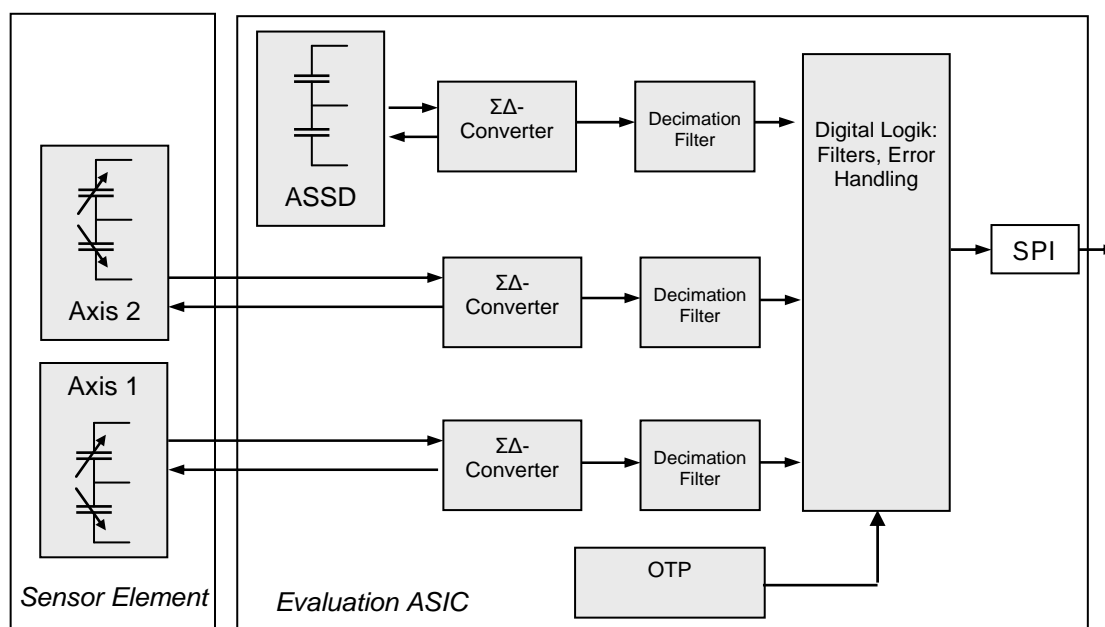 ASSD
ΣΔ-
Converter
Decimation
Filter
Digital Logik:
Filters, Error
Handling
SPI
Axis 2
ΣΔ-
Converter
Decimation
Filter
Axis 1
ΣΔ-
Converter
Decimation
Filter
OTP
Sensor Element
Evaluation ASIC